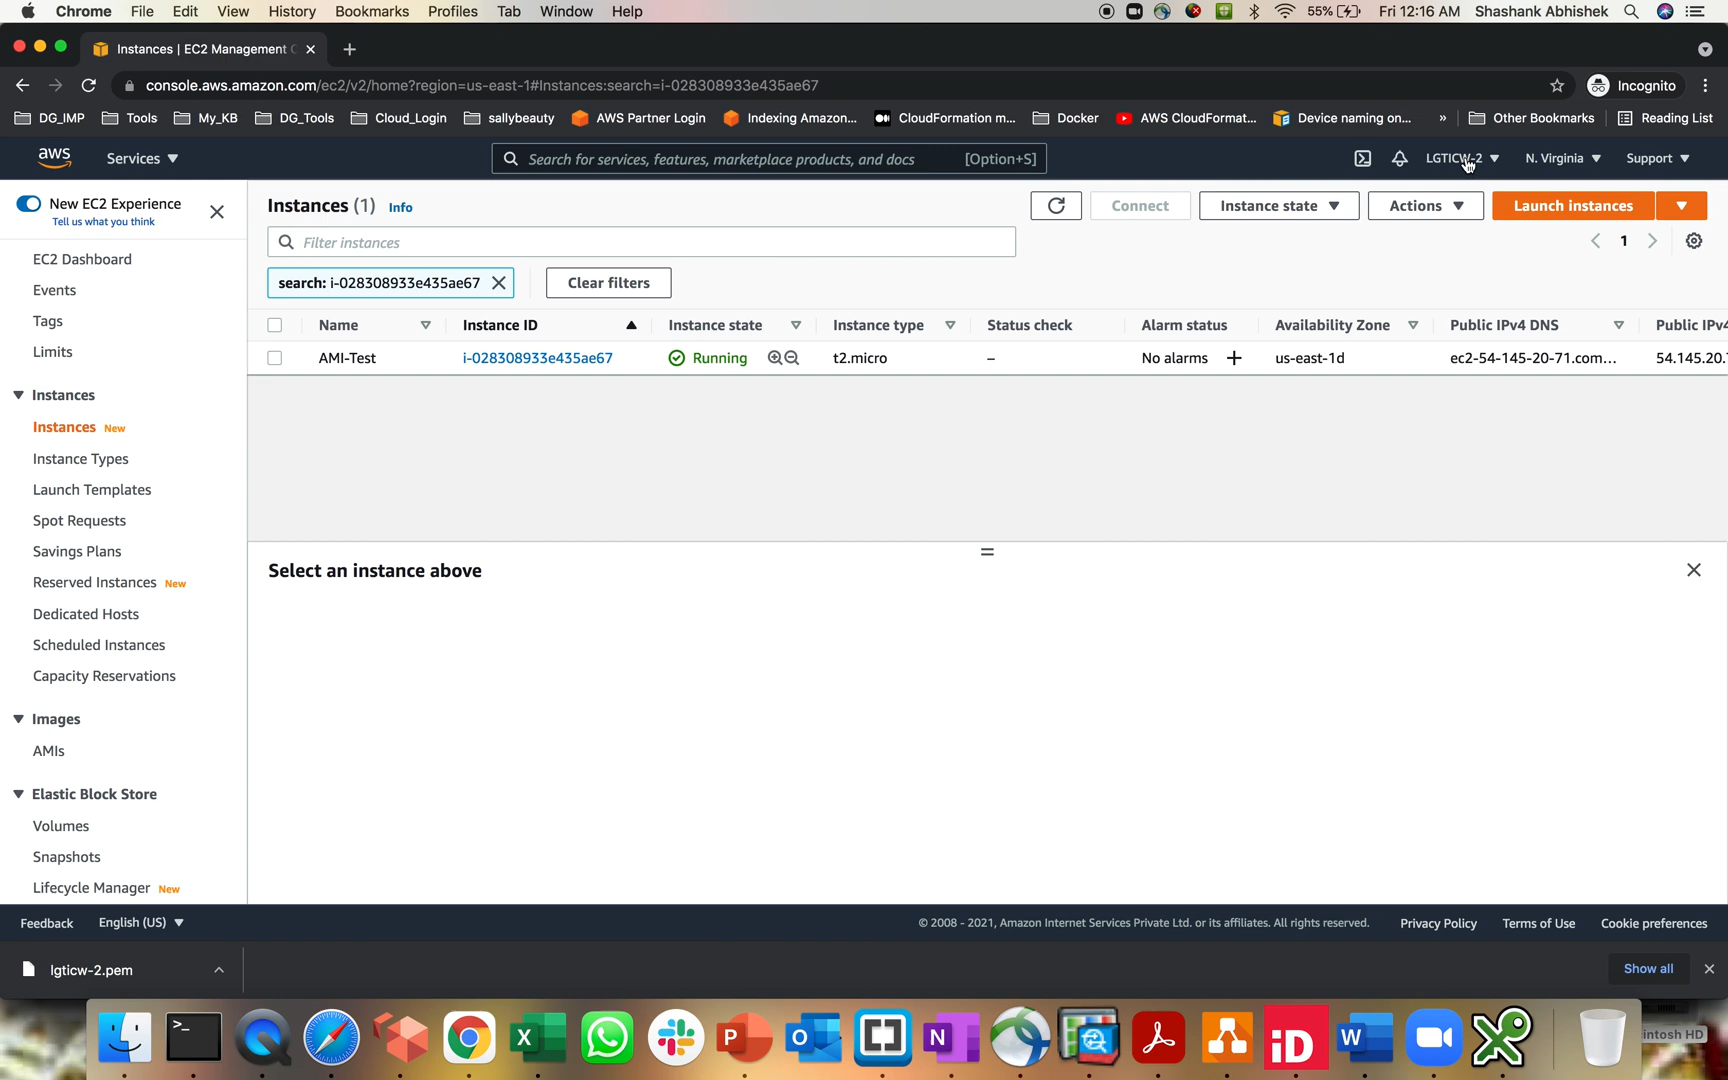 Chrome File Edit View History Bookmarks Profiles Tab Window Help 55% Fri 12:16 AM Shashank Abhishek
Instances | EC2 Management C
console.aws.amazon.com/ec2/v2/home?region=us-east-1#Instances:search=i-028308933e435ae67 Incognito
DG_IMP Tools My_KB DG_Tools Cloud_Login sallybeauty AWS Partner Login Indexing Amazon... CloudFormation m... Docker AWS CloudFormat... Device naming on... » Other Bookmarks Reading List
aws Services Search for services, features, marketplace products, and docs [Option+S] LGTICW-2 N. Virginia Support
New EC2 Experience
Tell us what you think
Instances (1) Info Connect Instance state Actions Launch instances
Filter instances 1
search: i-028308933e435ae67 Clear filters
Name Instance ID Instance state Instance type Status check Alarm status Availability Zone Public IPv4 DNS Public IPv4
AMI-Test i-028308933e435ae67 Running t2.micro – No alarms + us-east-1d ec2-54-145-20-71.com... 54.145.20.7
Select an instance above
EC2 Dashboard
Events
Tags
Limits
Instances
Instances New
Instance Types
Launch Templates
Spot Requests
Savings Plans
Reserved Instances New
Dedicated Hosts
Scheduled Instances
Capacity Reservations
Images
AMIs
Elastic Block Store
Volumes
Snapshots
Lifecycle Manager New
Feedback English (US) © 2008 - 2021, Amazon Internet Services Private Ltd. or its affiliates. All rights reserved. Privacy Policy Terms of Use Cookie preferences
lgticw-2.pem Show all
>_ X P O N iD W X
intosh HD